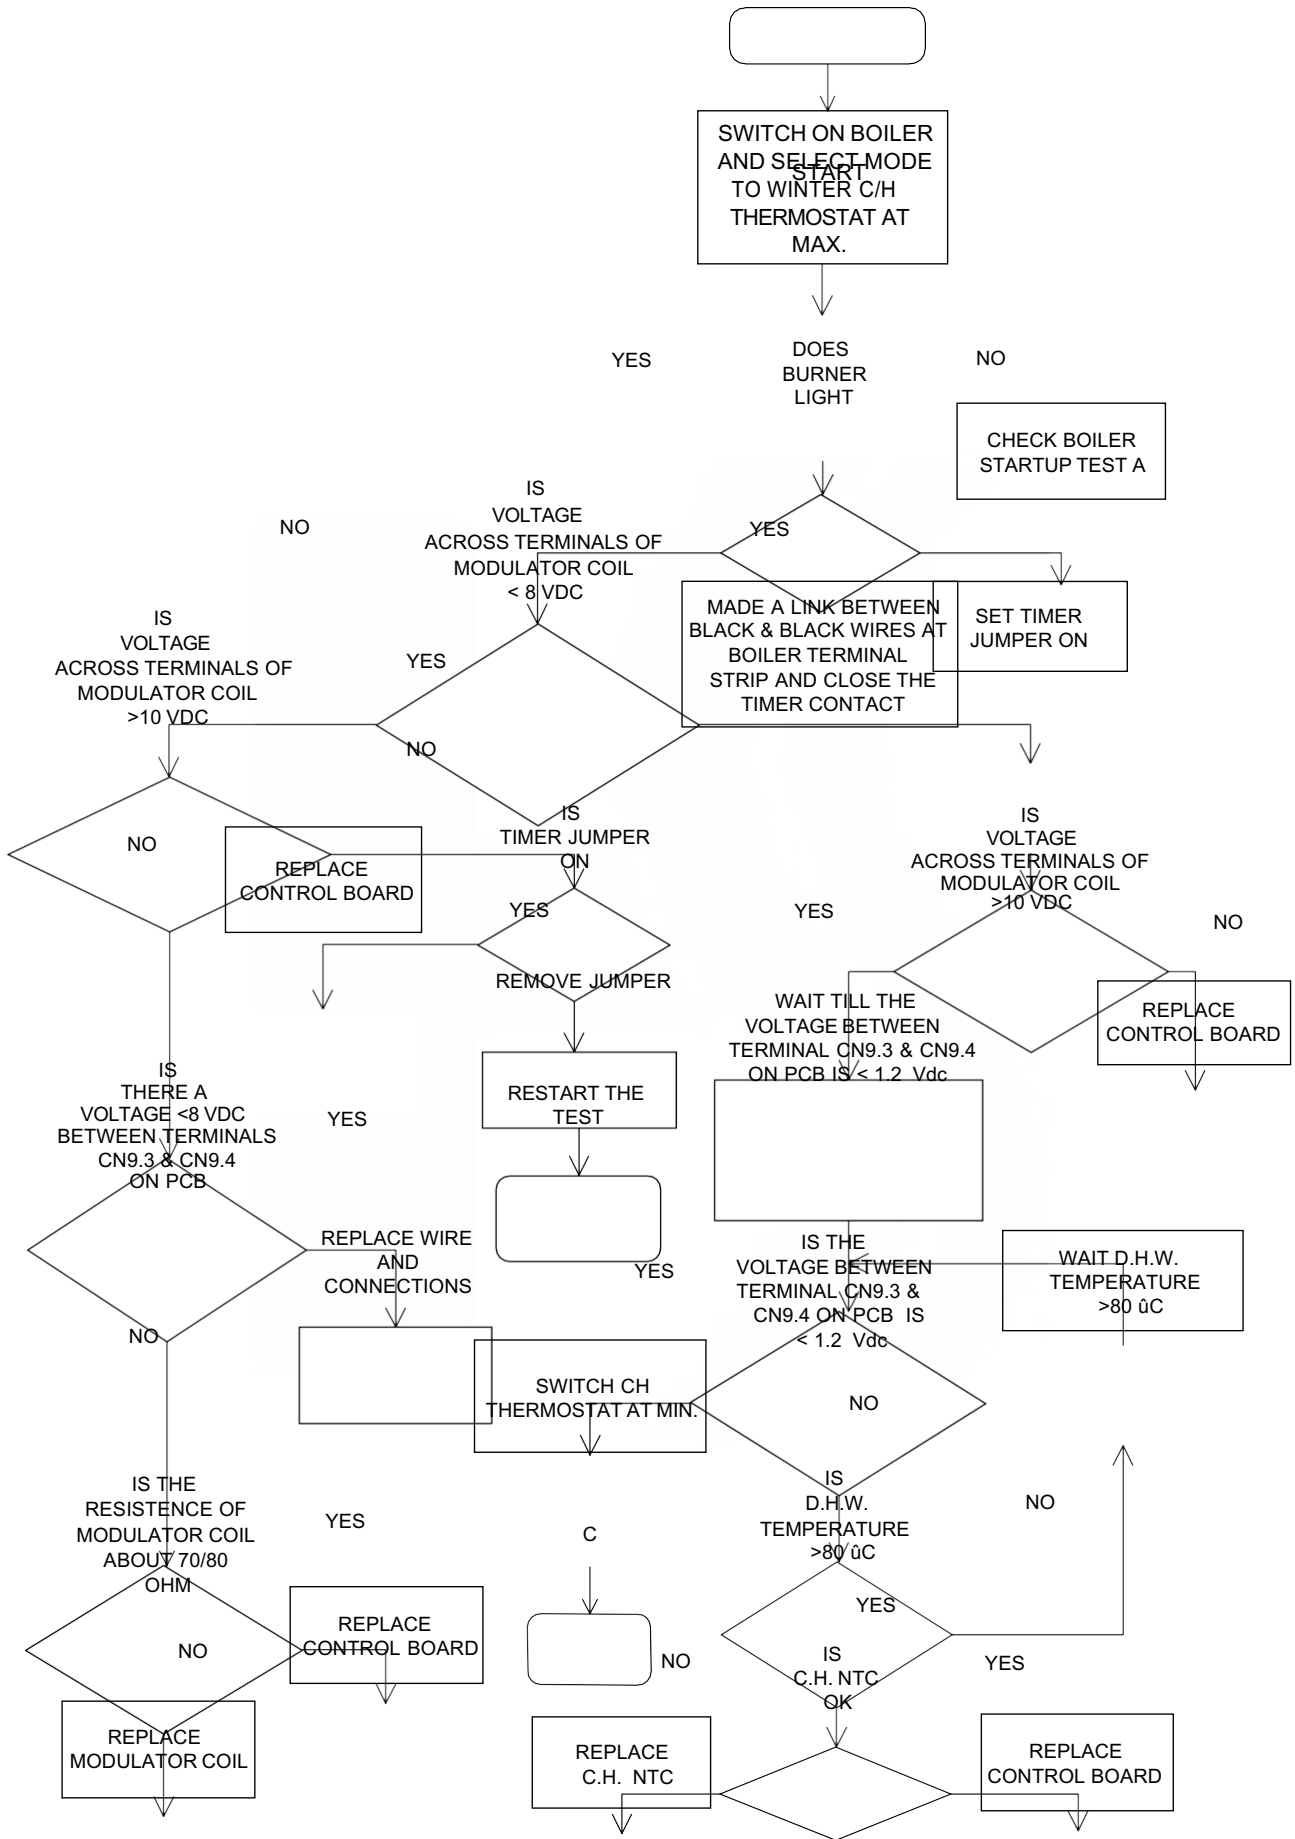 SWITCH ON BOILER
AND SELECT MODE
START
TO WINTER C/H
THERMOSTAT AT
MAX.
YES
DOES
BURNER
LIGHT
NO
CHECK BOILER
STARTUP TEST A
IS
VOLTAGE
ACROSS TERMINALS OF
MODULATOR COIL
< 8 VDC
NO
YES
MADE A LINK BETWEEN
BLACK & BLACK WIRES AT
BOILER TERMINAL
STRIP AND CLOSE THE
TIMER CONTACT
SET TIMER
JUMPER ON
IS
VOLTAGE
ACROSS TERMINALS OF
MODULATOR COIL
>10 VDC
YES
NO
NO
REPLACE
CONTROL BOARD
IS
TIMER JUMPER
ON
YES
REMOVE JUMPER
RESTART THE
TEST
IS
VOLTAGE
ACROSS TERMINALS OF
MODULATOR COIL
>10 VDC
YES
NO
REPLACE
CONTROL BOARD
WAIT TILL THE
VOLTAGE BETWEEN
TERMINAL CN9.3 & CN9.4
ON PCB IS < 1.2 Vdc
IS
THERE A
VOLTAGE <8 VDC
BETWEEN TERMINALS
CN9.3 & CN9.4
ON PCB
YES
REPLACE WIRE
AND
CONNECTIONS
NO
YES
IS THE
VOLTAGE BETWEEN
TERMINAL CN9.3 &
CN9.4 ON PCB IS
< 1.2 Vdc
WAIT D.H.W.
TEMPERATURE
>80 ûC
SWITCH CH
THERMOSTAT AT MIN.
NO
IS THE
RESISTENCE OF
MODULATOR COIL
ABOUT 70/80
OHM
YES
C
IS
D.H.W.
TEMPERATURE
>80 ûC
NO
YES
REPLACE
CONTROL BOARD
NO
NO
IS
C.H. NTC
OK
YES
REPLACE
MODULATOR COIL
REPLACE
C.H. NTC
REPLACE
CONTROL BOARD